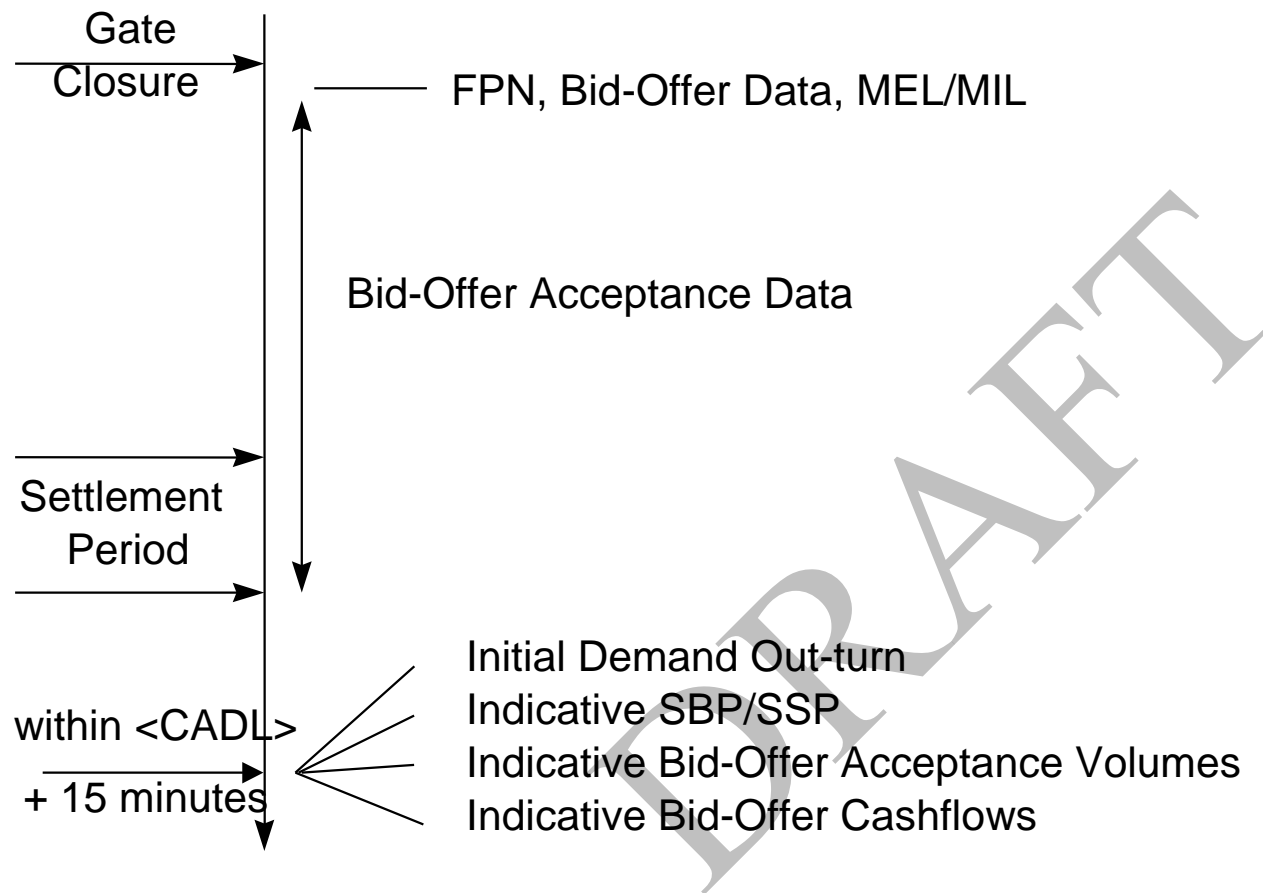 Gate
Closure
FPN, Bid-Offer Data, MEL/MIL
Bid-Offer Acceptance Data
Settlement
Period
Initial Demand Out-turn
Indicative SBP/SSP
within <CADL>
Indicative Bid-Offer Acceptance Volumes
+ 15 minutes
Indicative Bid-Offer Cashflows
DRAFT